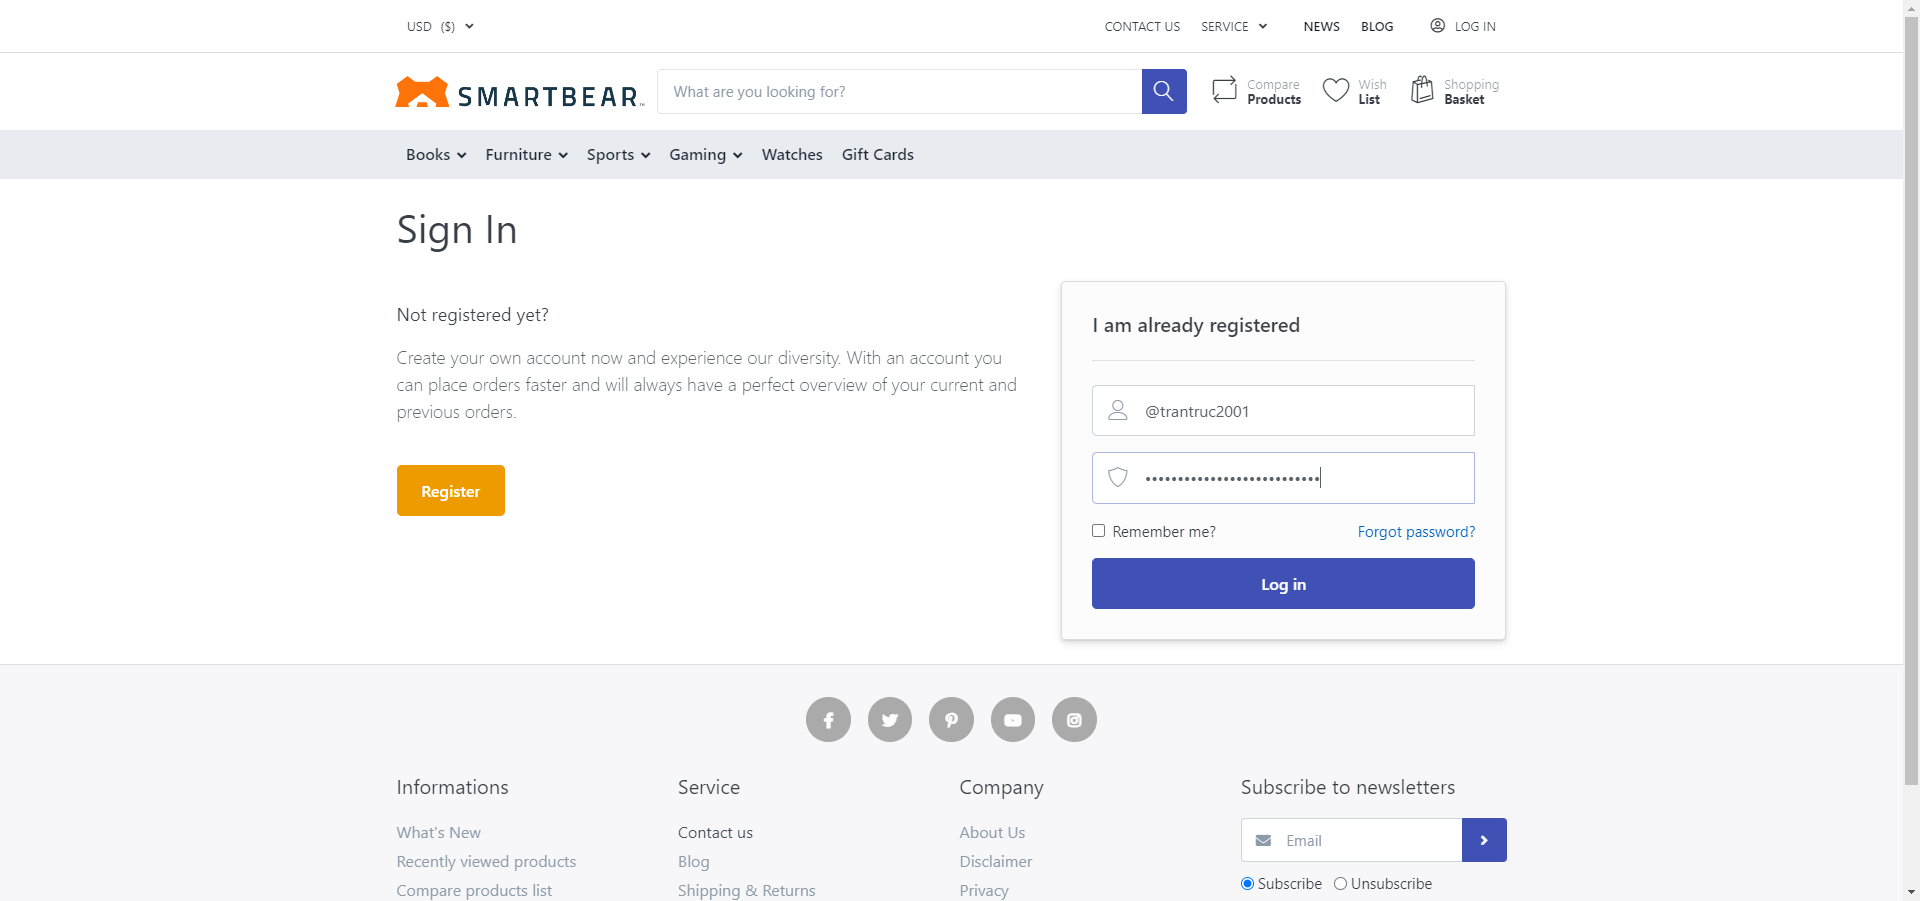 USD ($)
CONTACT US SERVICE NEWS BLOG LOG IN
SMARTBEAR™
What are you looking for?
Compare
Products
Wish
List
Shopping
Basket
Books Furniture Sports Gaming Watches Gift Cards
Sign In
Not registered yet?
Create your own account now and experience our diversity. With an account you
can place orders faster and will always have a perfect overview of your current and
previous orders.
Register
I am already registered
@trantruc2001
•••••••••••••••••••••••••••
Remember me?
Forgot password?
Log in
Informations
What's New
Recently viewed products
Compare products list
Service
Contact us
Blog
Shipping & Returns
Company
About Us
Disclaimer
Privacy
Subscribe to newsletters
Email
Subscribe Unsubscribe